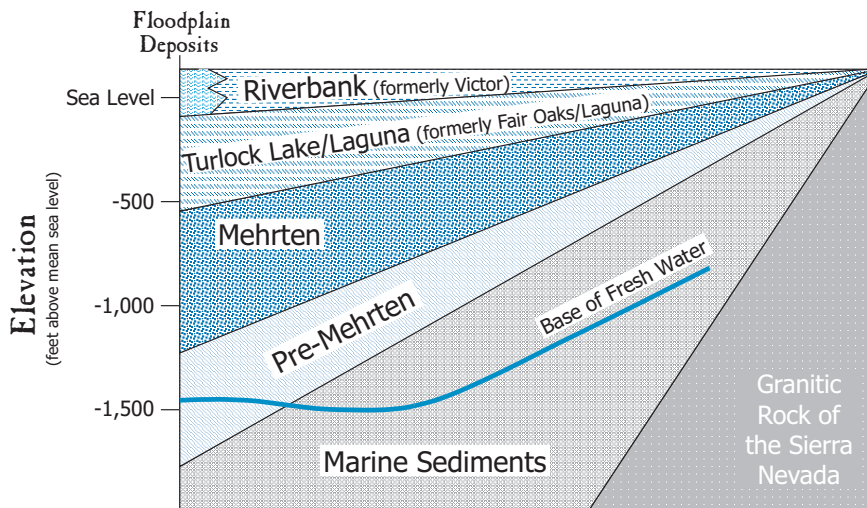 Floodplain
Deposits
Riverbank (formerly Victor)
Sea Level
Turlock Lake/Laguna (formerly Fair Oaks/Laguna)
-500
Mehrten
Elevation
(feet above mean sea level)
Base of Fresh Water
-1,000
Pre-Mehrten
-1,500
Granitic
Rock of
the Sierra
Nevada
Marine Sediments